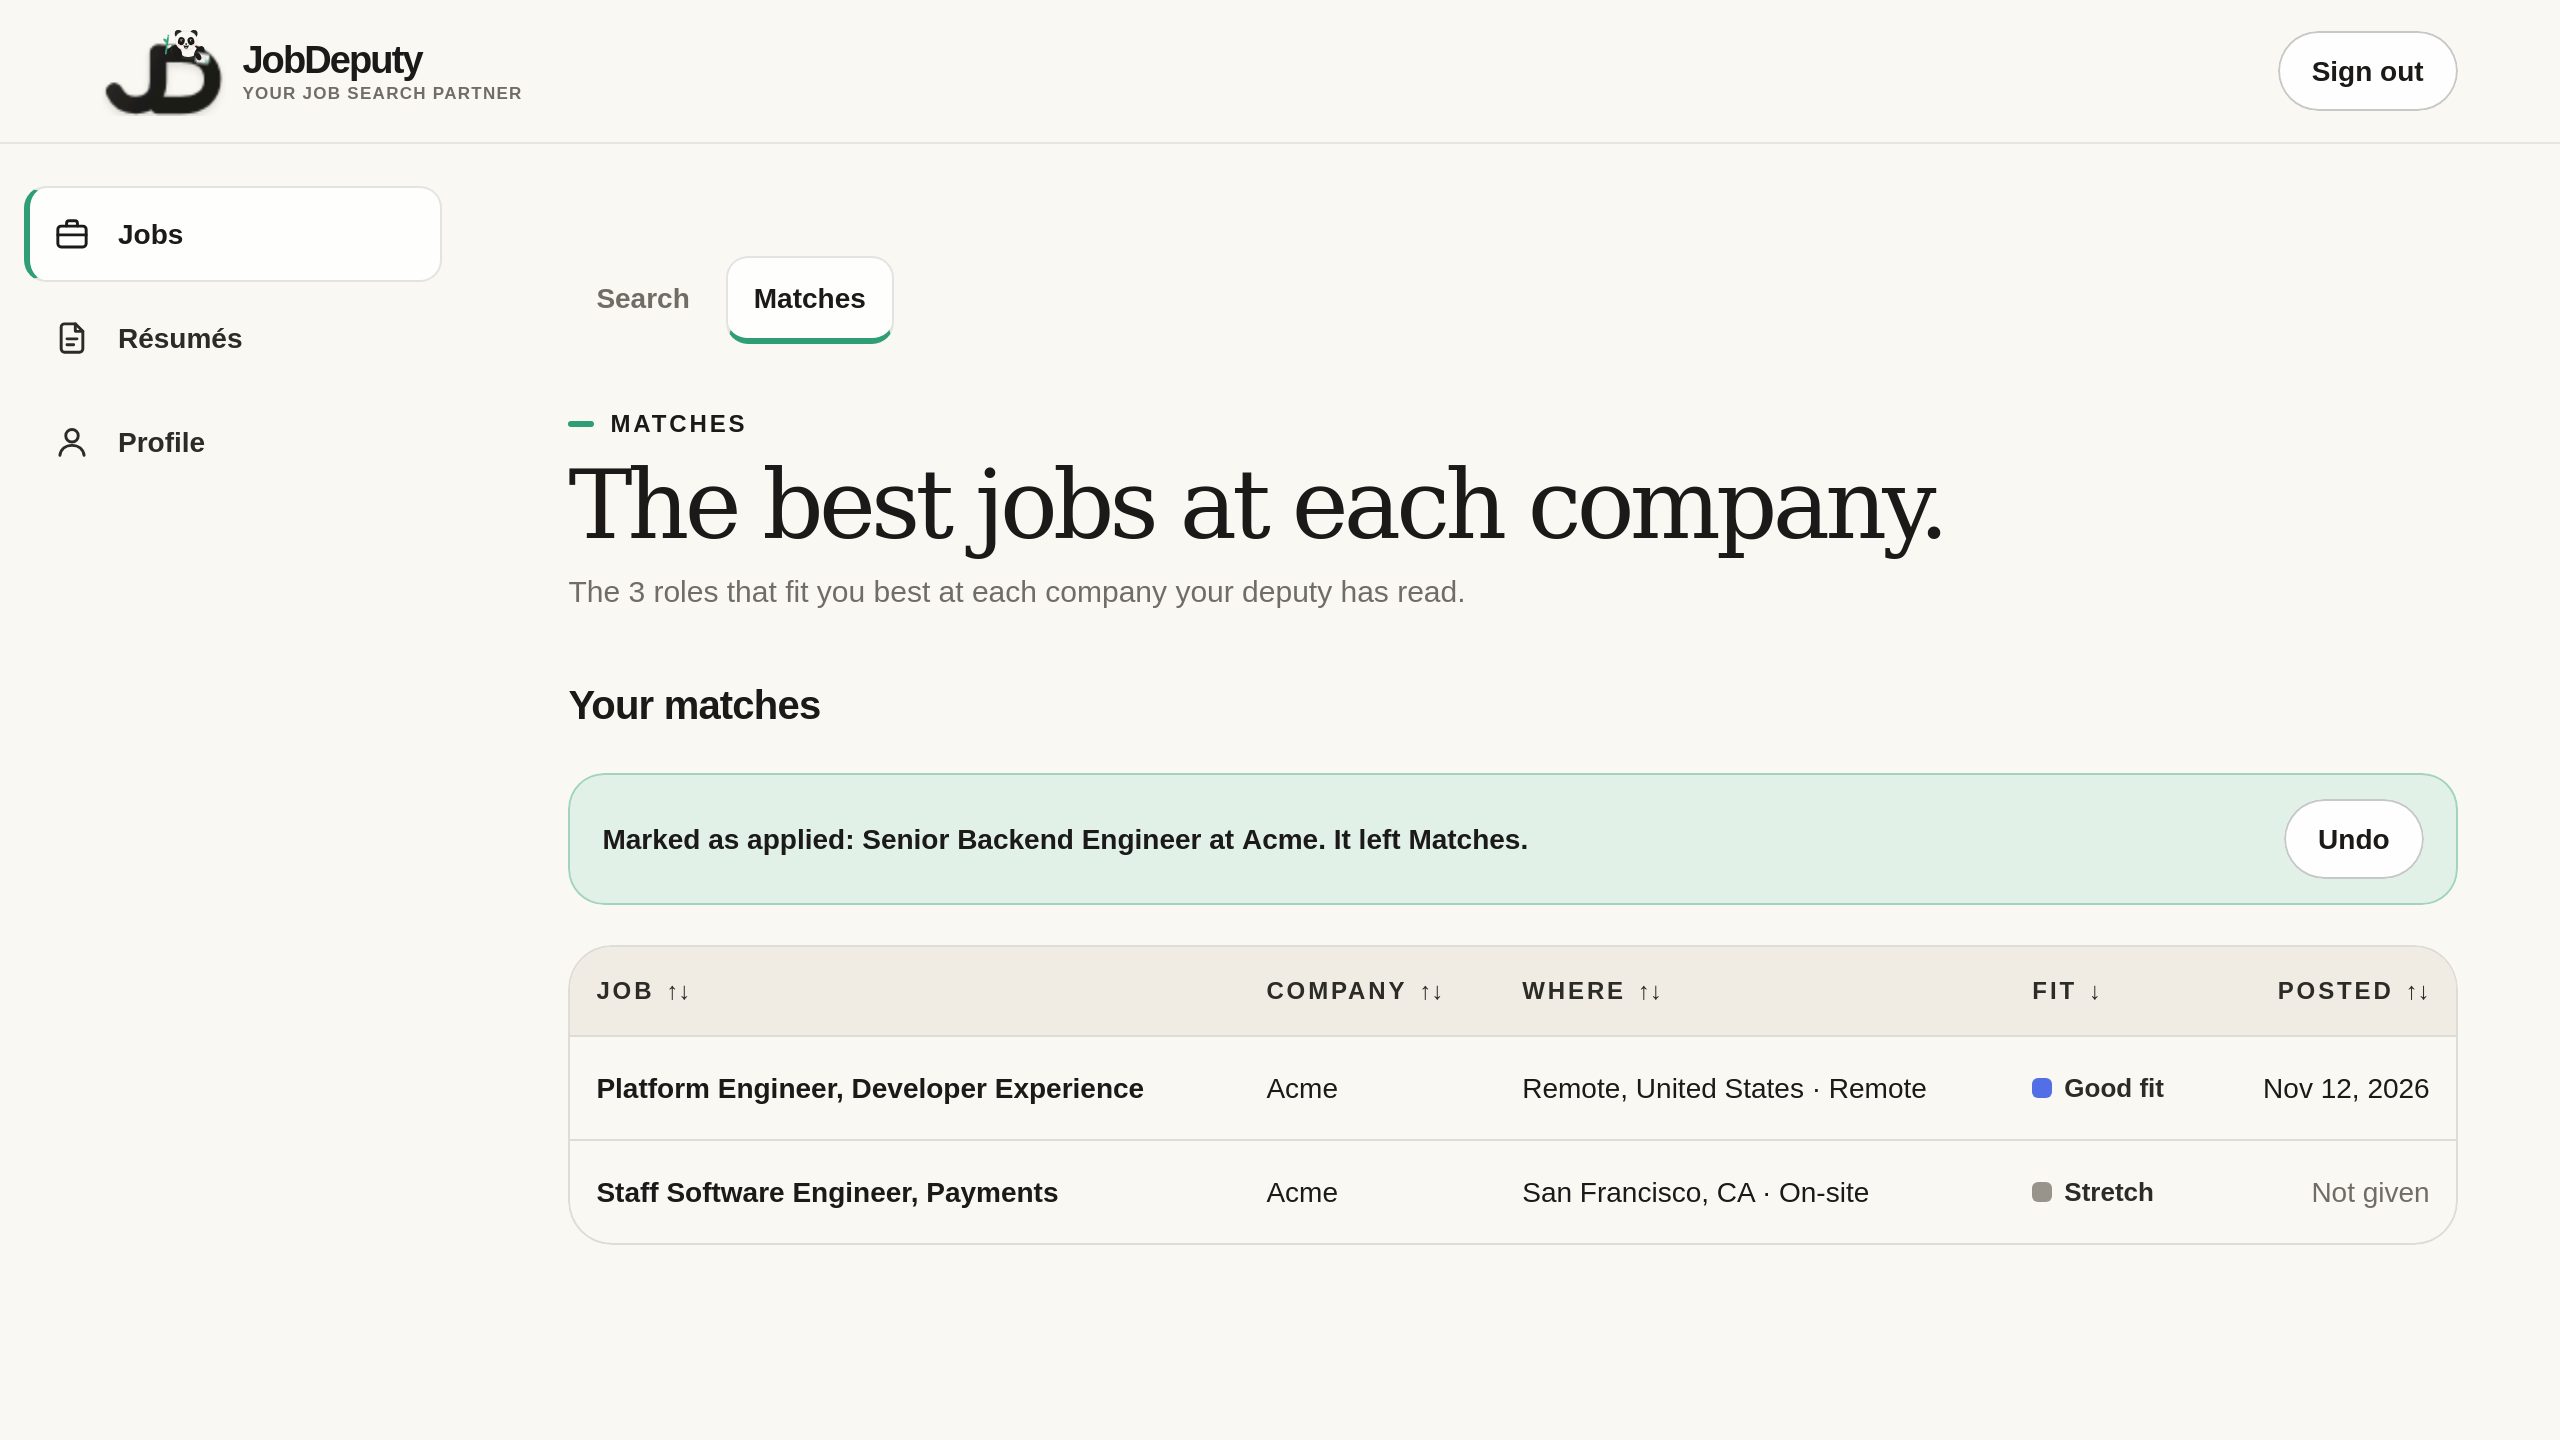 JobDeputy
YOUR JOB SEARCH PARTNER
Sign out
Jobs
Résumés
Profile
Search
Matches
MATCHES
The best jobs at each company.
The 3 roles that fit you best at each company your deputy has read.
Your matches
Marked as applied: Senior Backend Engineer at Acme. It left Matches.
Undo
JOB ↑↓ COMPANY ↑↓ WHERE ↑↓ FIT ↓ POSTED ↑↓
Platform Engineer, Developer Experience Acme Remote, United States · Remote Good fit Nov 12, 2026
Staff Software Engineer, Payments Acme San Francisco, CA · On-site Stretch Not given